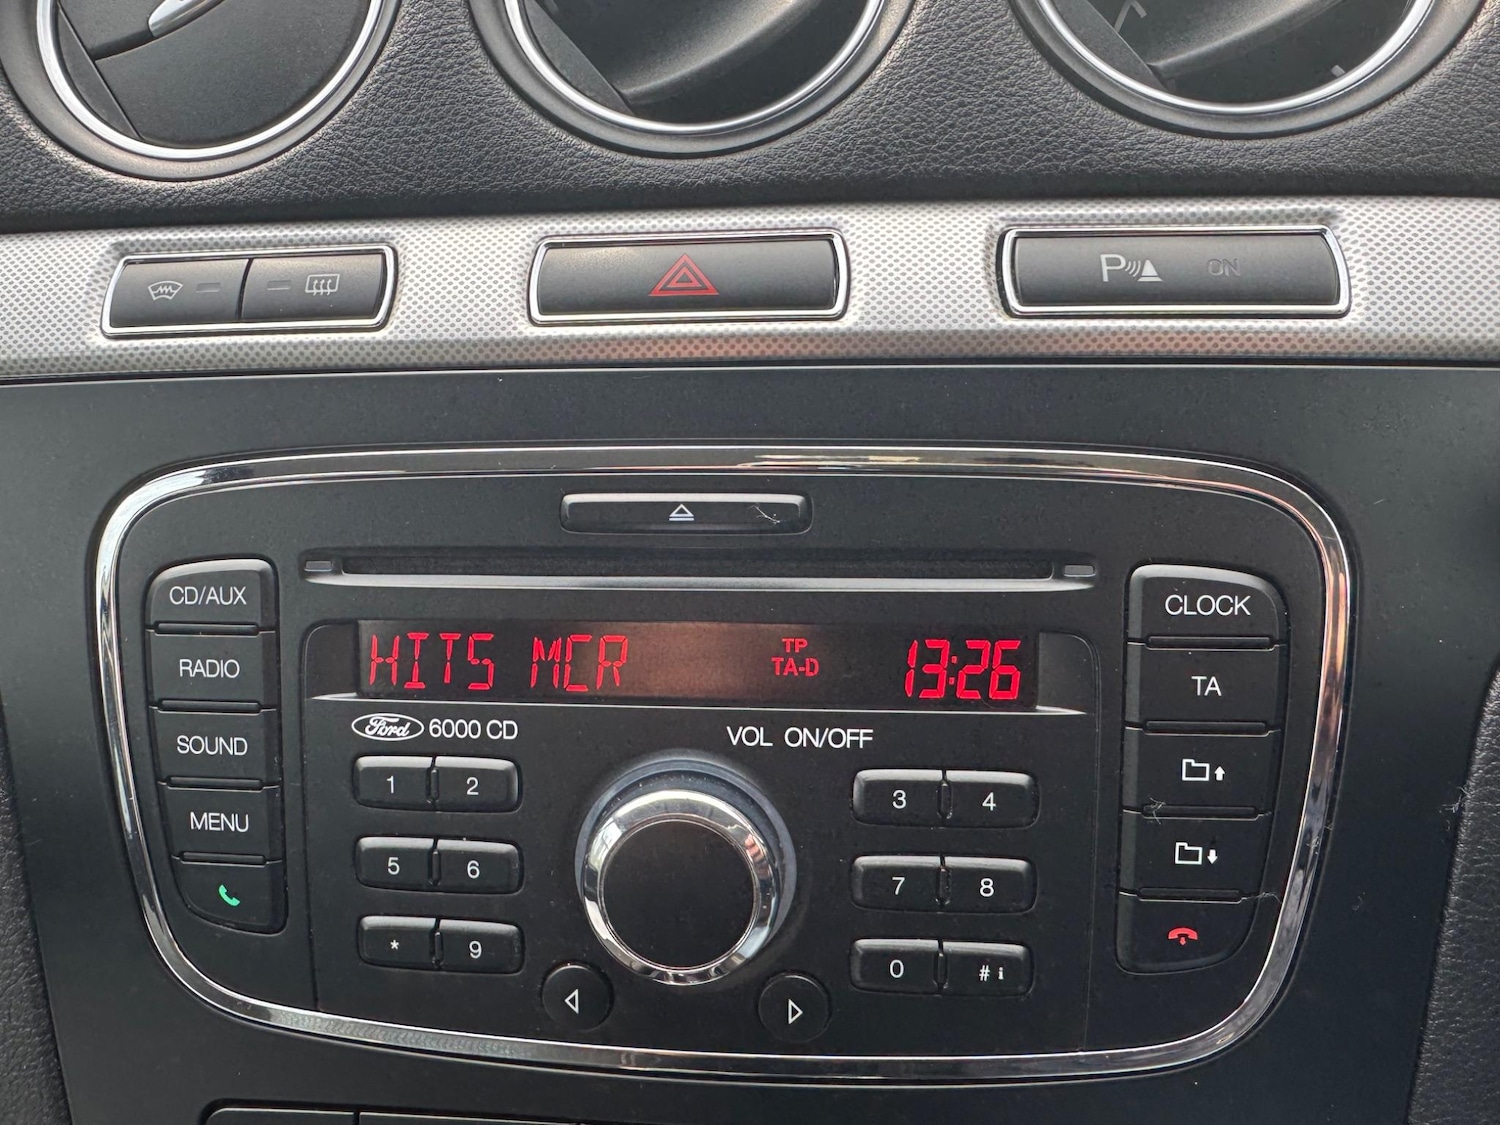 P ON
CD/AUX
RADIO
SOUND
MENU
HITS MCR TP TA-D 13:26
Ford 6000 CD
VOL ON/OFF
1 2
5 6
* 9
3 4
7 8
0 # i
CLOCK
TA